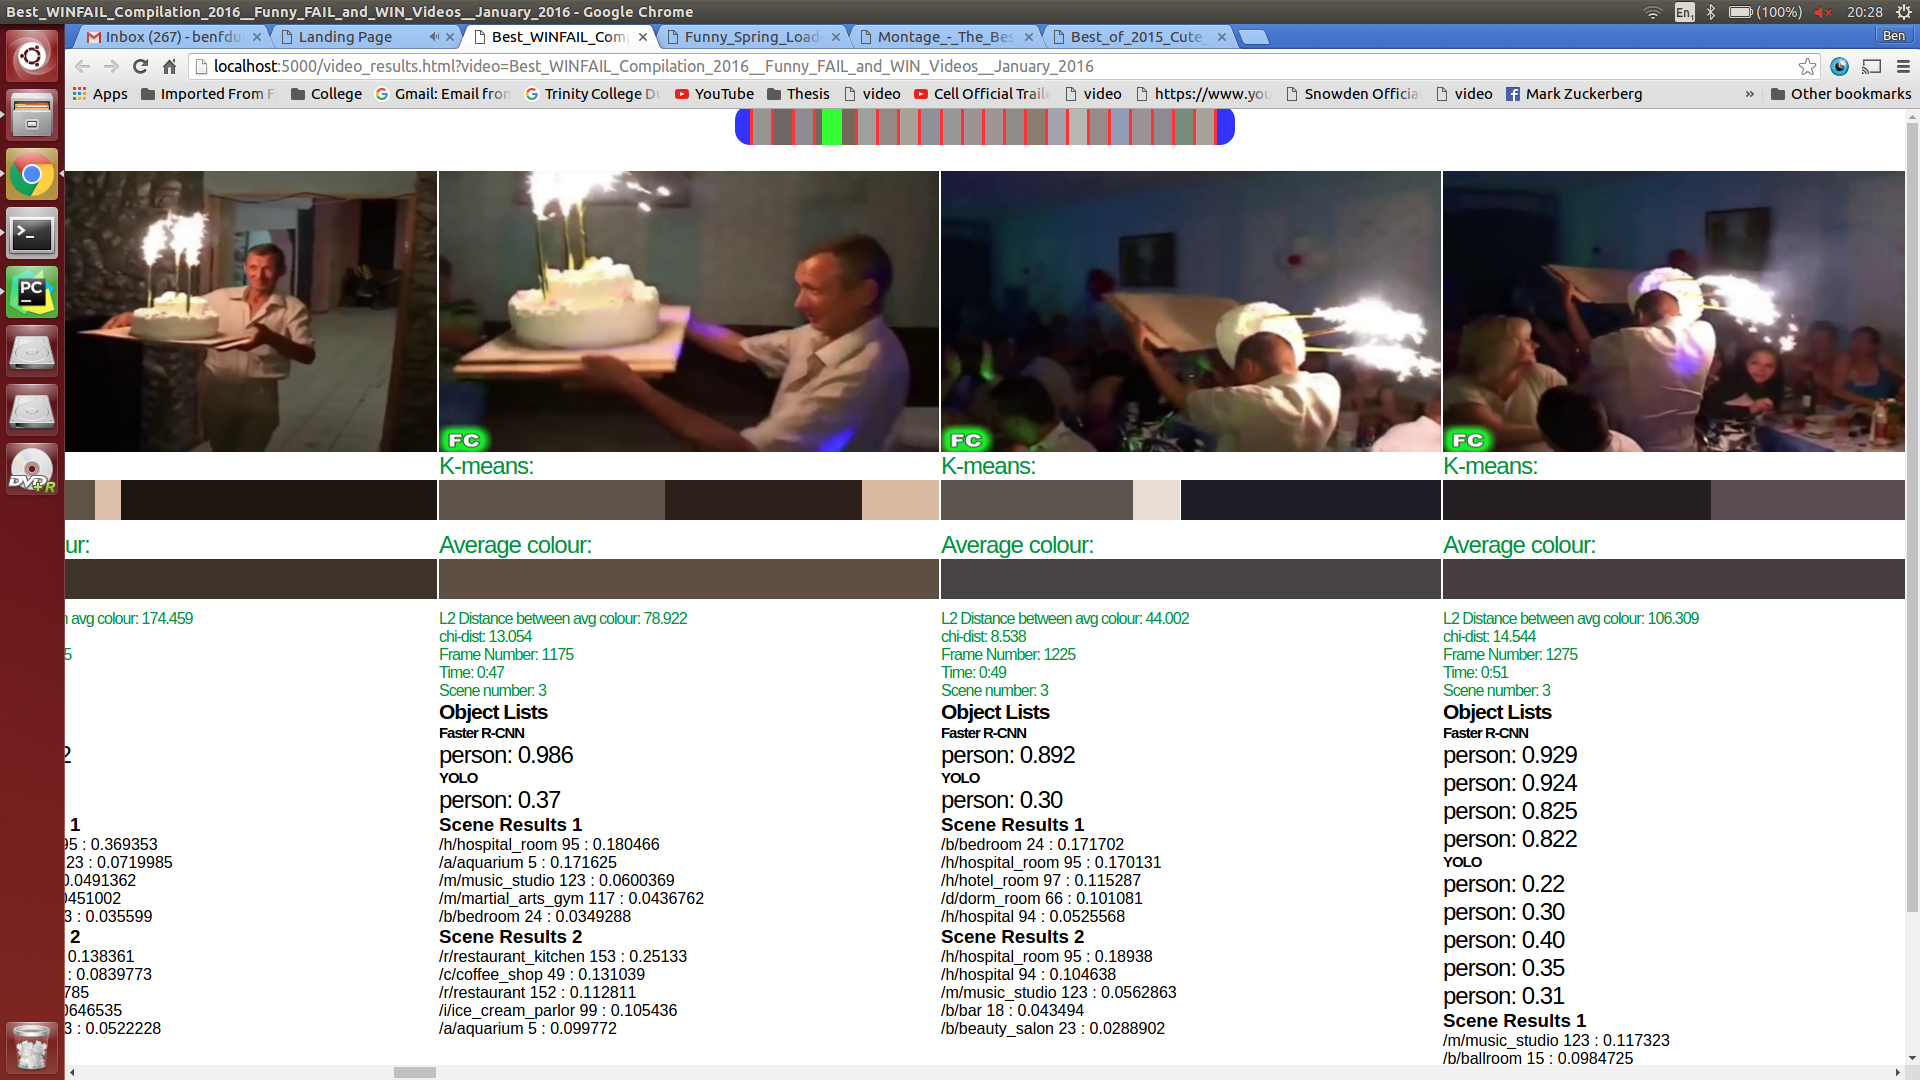 Best_WINFAIL_Compilation_2016__Funny_FAIL_and_WIN_Videos__January_2016 - Google Chrome
En1 (100%) 20:28
Inbox (267) - benfdu Landing Page Best_WINFAIL_Com Funny_Spring_Load Montage_-_The_Bes Best_of_2015_Cute_ Ben
localhost:5000/video_results.html?video=Best_WINFAIL_Compilation_2016__Funny_FAIL_and_WIN_Videos__January_2016
Apps Imported From F College Gmail: Email from Trinity College Du YouTube Thesis video Cell Official Traile video https://www.you Snowden Official video Mark Zuckerberg » Other bookmarks
FC FC FC
K-means: K-means: K-means:
ur: Average colour: Average colour: Average colour:
n avg colour: 174.459
5
2
1
95 : 0.369353
23 : 0.0719985
0.0491362
0451002
3 : 0.035599
2
0.138361
: 0.0839773
785
0646535
3 : 0.0522228
L2 Distance between avg colour: 78.922
chi-dist: 13.054
Frame Number: 1175
Time: 0:47
Scene number: 3
Object Lists
Faster R-CNN
person: 0.986
YOLO
person: 0.37
Scene Results 1
/h/hospital_room 95 : 0.180466
/a/aquarium 5 : 0.171625
/m/music_studio 123 : 0.0600369
/m/martial_arts_gym 117 : 0.0436762
/b/bedroom 24 : 0.0349288
Scene Results 2
/r/restaurant_kitchen 153 : 0.25133
/c/coffee_shop 49 : 0.131039
/r/restaurant 152 : 0.112811
/i/ice_cream_parlor 99 : 0.105436
/a/aquarium 5 : 0.099772
L2 Distance between avg colour: 44.002
chi-dist: 8.538
Frame Number: 1225
Time: 0:49
Scene number: 3
Object Lists
Faster R-CNN
person: 0.892
YOLO
person: 0.30
Scene Results 1
/b/bedroom 24 : 0.171702
/h/hospital_room 95 : 0.170131
/h/hotel_room 97 : 0.115287
/d/dorm_room 66 : 0.101081
/h/hospital 94 : 0.0525568
Scene Results 2
/h/hospital_room 95 : 0.18938
/h/hospital 94 : 0.104638
/m/music_studio 123 : 0.0562863
/b/bar 18 : 0.043494
/b/beauty_salon 23 : 0.0288902
L2 Distance between avg colour: 106.309
chi-dist: 14.544
Frame Number: 1275
Time: 0:51
Scene number: 3
Object Lists
Faster R-CNN
person: 0.929
person: 0.924
person: 0.825
person: 0.822
YOLO
person: 0.22
person: 0.30
person: 0.40
person: 0.35
person: 0.31
Scene Results 1
/m/music_studio 123 : 0.117323
/b/ballroom 15 : 0.0984725
PC
DVD+R